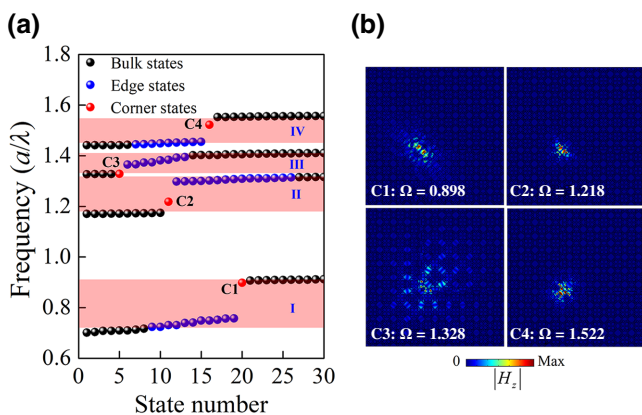 (a)
1.8
1.6
1.4
1.2
1.0
0.8
0.6
Frequency (a/λ)
Bulk states
Edge states
Corner states
C4
IV
C3
III
II
C2
C1
I
0 5 10 15 20 25 30
State number
(b)
C1: Ω = 0.898
C2: Ω = 1.218
C3: Ω = 1.328
C4: Ω = 1.522
0 Max
|H_z|